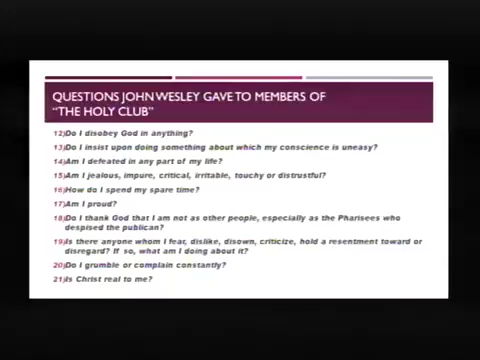 QUESTIONS JOHN WESLEY GAVE TO MEMBERS OF
"THE HOLY CLUB"
12)Do I disobey God in anything?
13)Do I insist upon doing something about which my conscience is uneasy?
14)Am I defeated in any part of my life?
15)Am I jealous, impure, critical, irritable, touchy or distrustful?
16)How do I spend my spare time?
17)Am I proud?
18)Do I thank God that I am not as other people, especially as the Pharisees who
despised the publican?
19)Is there anyone whom I fear, dislike, disown, criticize, hold a resentment toward or
disregard? If so, what am I doing about it?
20)Do I grumble or complain constantly?
21)Is Christ real to me?